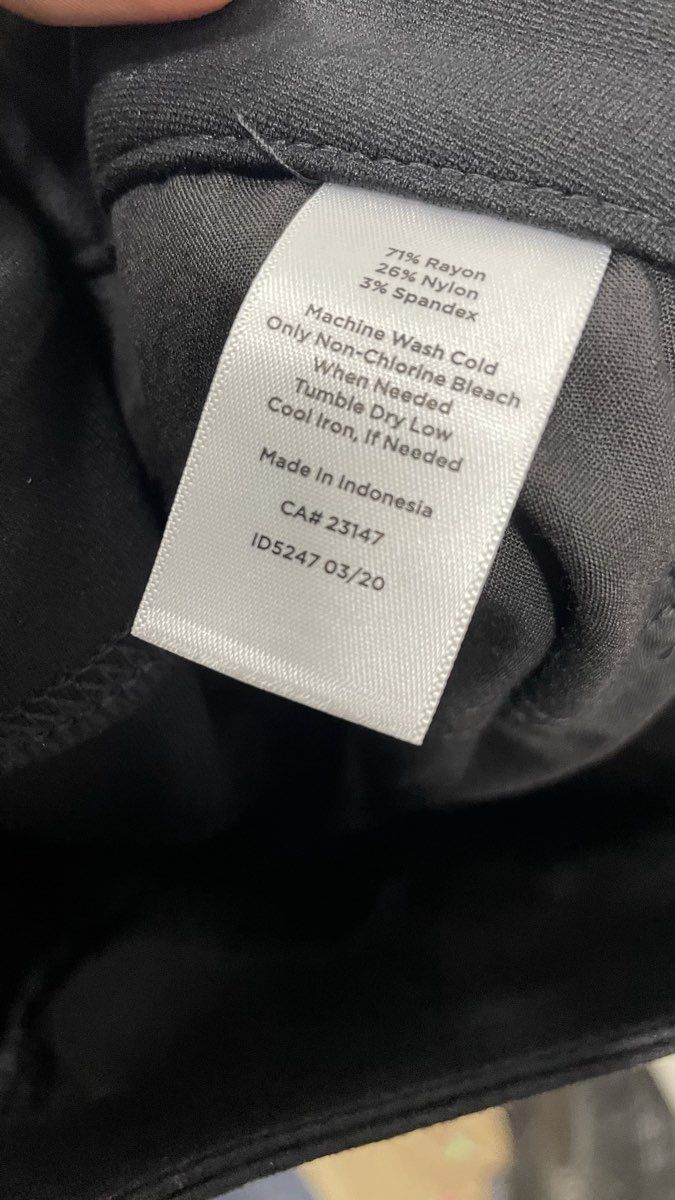 71% Rayon
26% Nylon
3% Spandex
Machine Wash Cold
Only Non-Chlorine Bleach
When Needed
Tumble Dry Low
Cool Iron, If Needed
Made In Indonesia
CA# 23147
ID5247 03/20